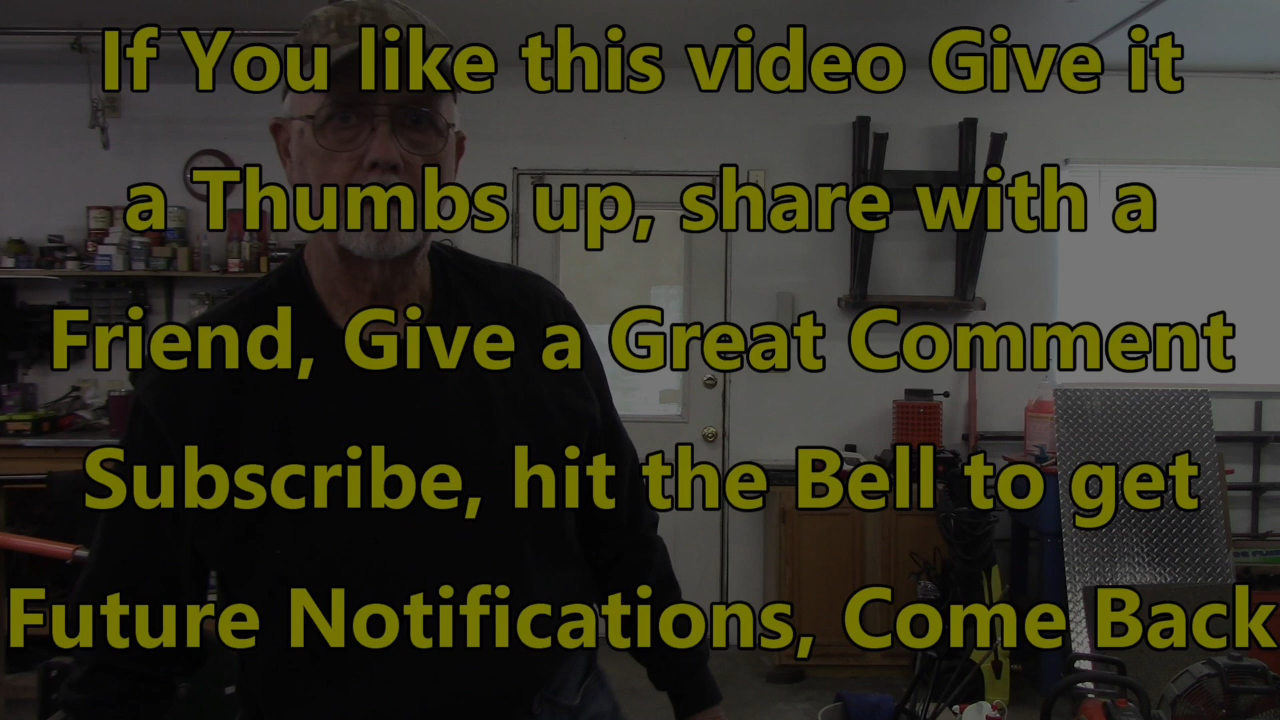 If You like this video Give it
a Thumbs up, share with a
Friend, Give a Great Comment
Subscribe, hit the Bell to get
Future Notifications, Come Back